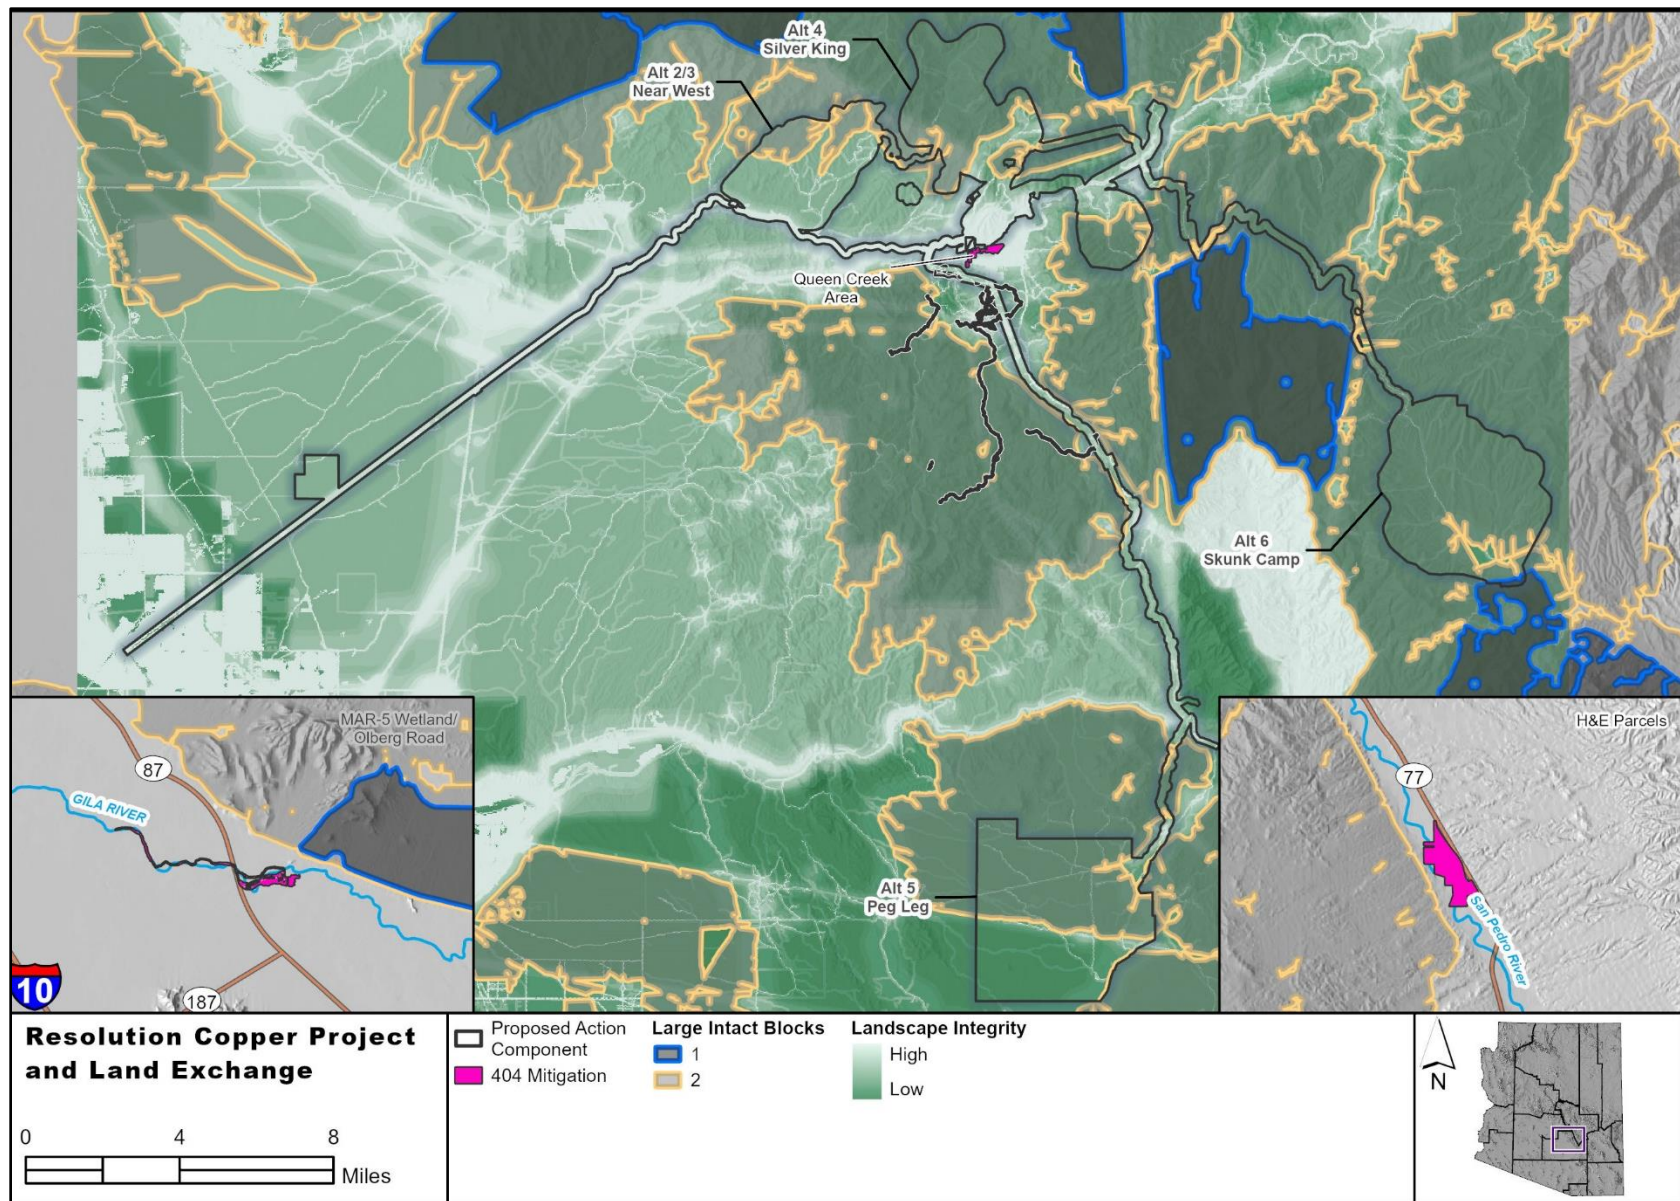 Alt 4
Silver King
Alt 2/3
Near West
Queen Creek
Area
Alt 6
Skunk Camp
Alt 5
Peg Leg
MAR-5 Wetland/
Olberg Road
87
GILA RIVER
10
187
H&E Parcels
77
San Pedro River
Resolution Copper Project
and Land Exchange
0 4 8
Miles
Proposed Action
Component
404 Mitigation
Large Intact Blocks
1
2
Landscape Integrity
High
Low
N